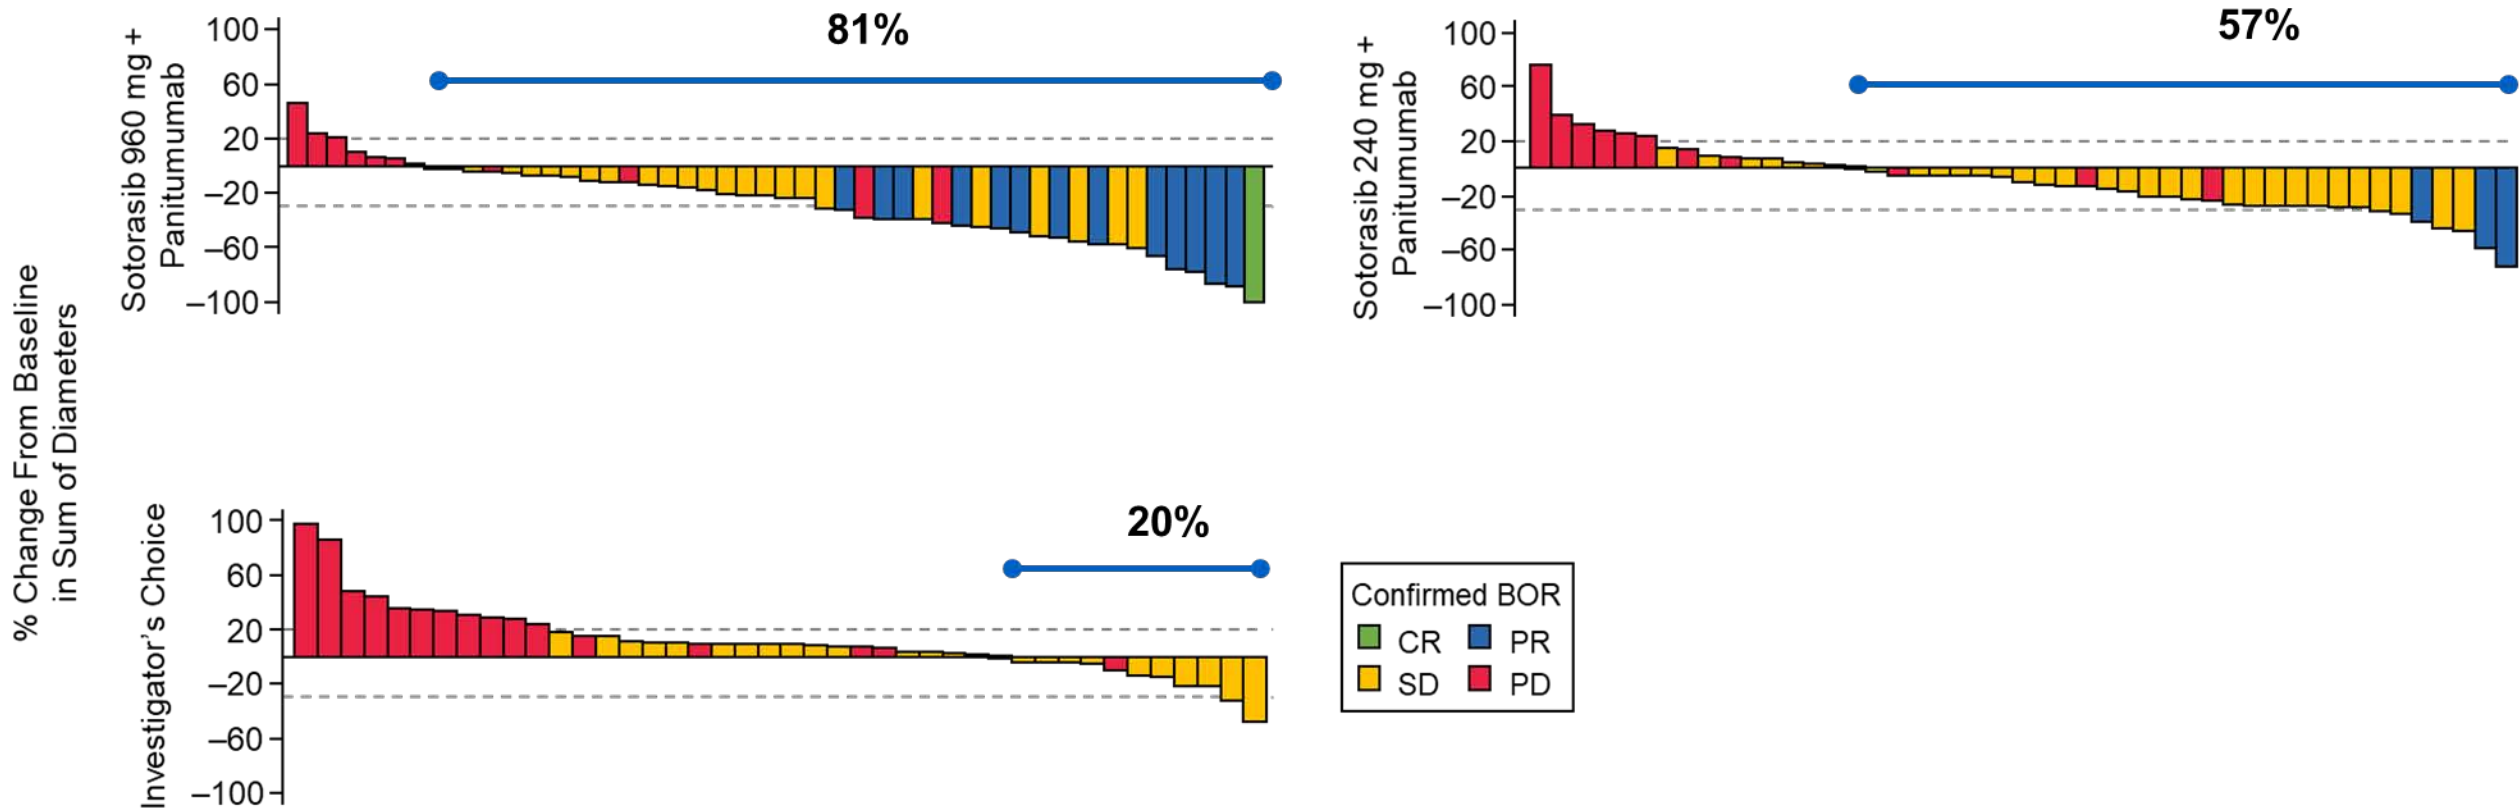 % Change From Baseline
in Sum of Diameters
Sotorasib 960 mg +
Panitumumab
100
60
20
–20
–60
–100
81%
Sotorasib 240 mg +
Panitumumab
100
60
20
–20
–60
–100
57%
Investigator’s Choice
100
60
20
–20
–60
–100
20%
Confirmed BOR
CR PR
SD PD